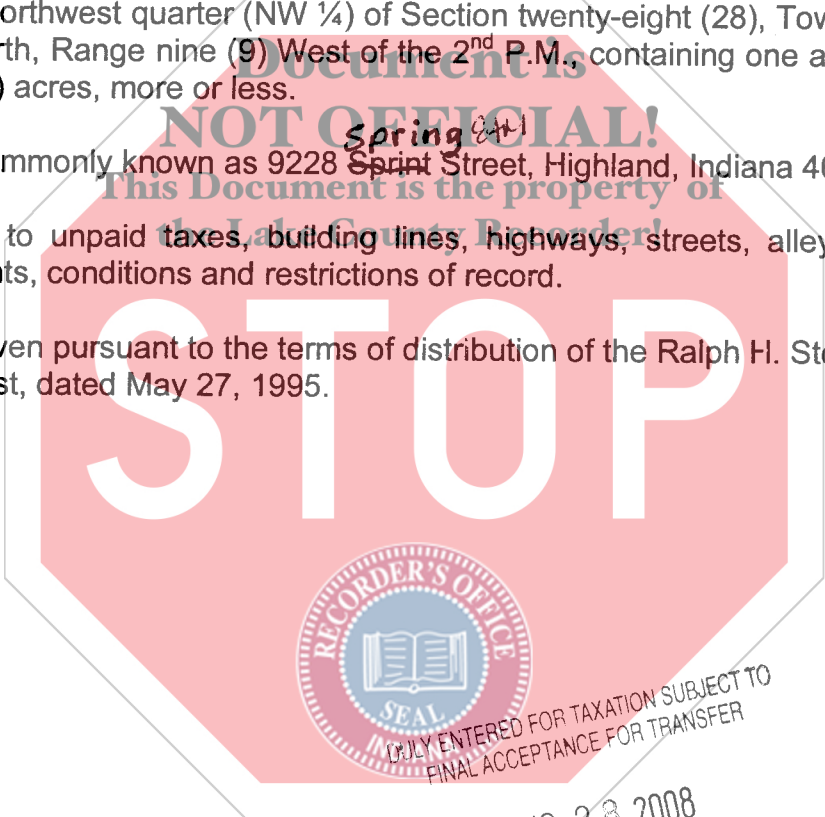 orthwest quarter (NW ¼) of Section twenty-eight (28), Tow
rth, Range nine (9) West of the 2nd P.M., containing one a
) acres, more or less.
Document is
NOT OFFICIAL!
This Document is the property of
the Lake County Recorder!
spring
mmonly known as 9228 Sprint Street, Highland, Indiana 46
to unpaid taxes, building lines, highways, streets, alley
ts, conditions and restrictions of record.
ven pursuant to the terms of distribution of the Ralph H. Ste
st, dated May 27, 1995.
STOP
RECORDER'S OFFICE
SEAL
INDIANA
DULY ENTERED FOR TAXATION SUBJECT TO
FINAL ACCEPTANCE FOR TRANSFER
2008